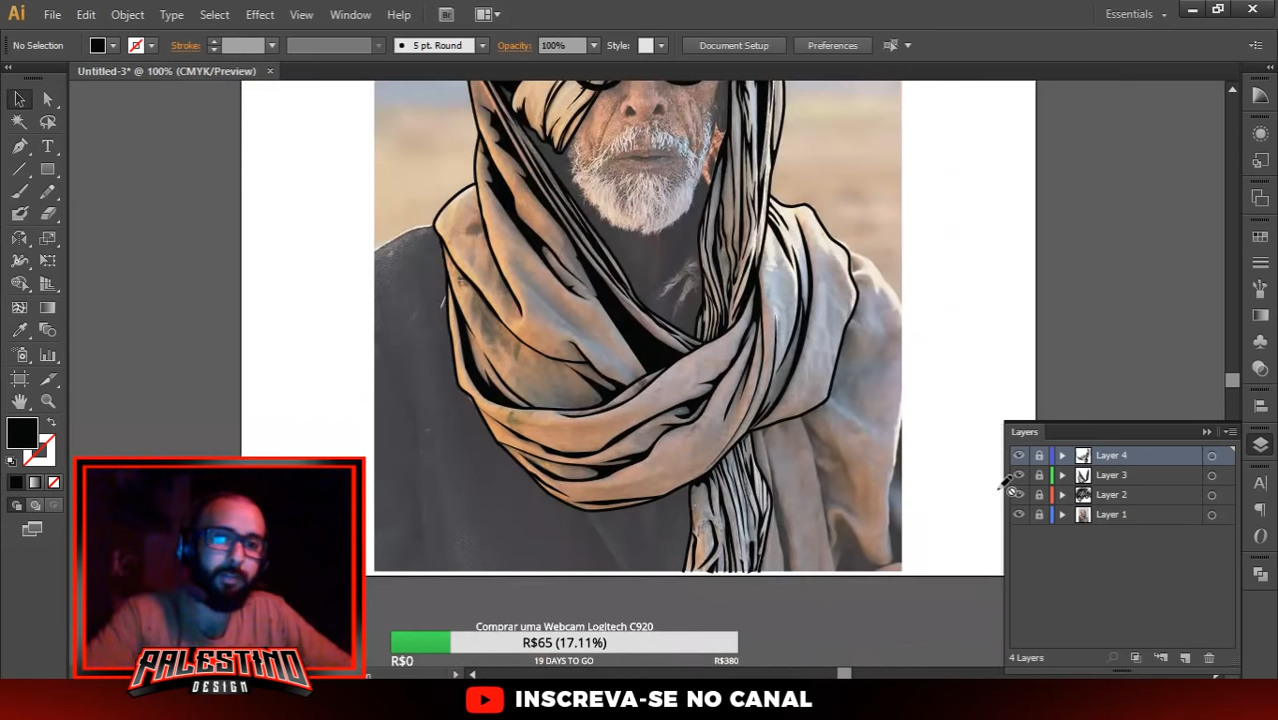 Ai File Edit Object Type Select Effect View Window Help Br Essentials
No Selection Stroke: 5 pt. Round Opacity: 100% Style: Document Setup Preferences
Untitled-3* @ 100% (CMYK/Preview)
Layers
Layer 4
Layer 3
Layer 2
Layer 1
4 Layers
Comprar uma Webcam Logitech C920
R$65 (17.11%)
R$0 19 DAYS TO GO R$380
PALESTINO
DESIGN
INSCREVA-SE NO CANAL